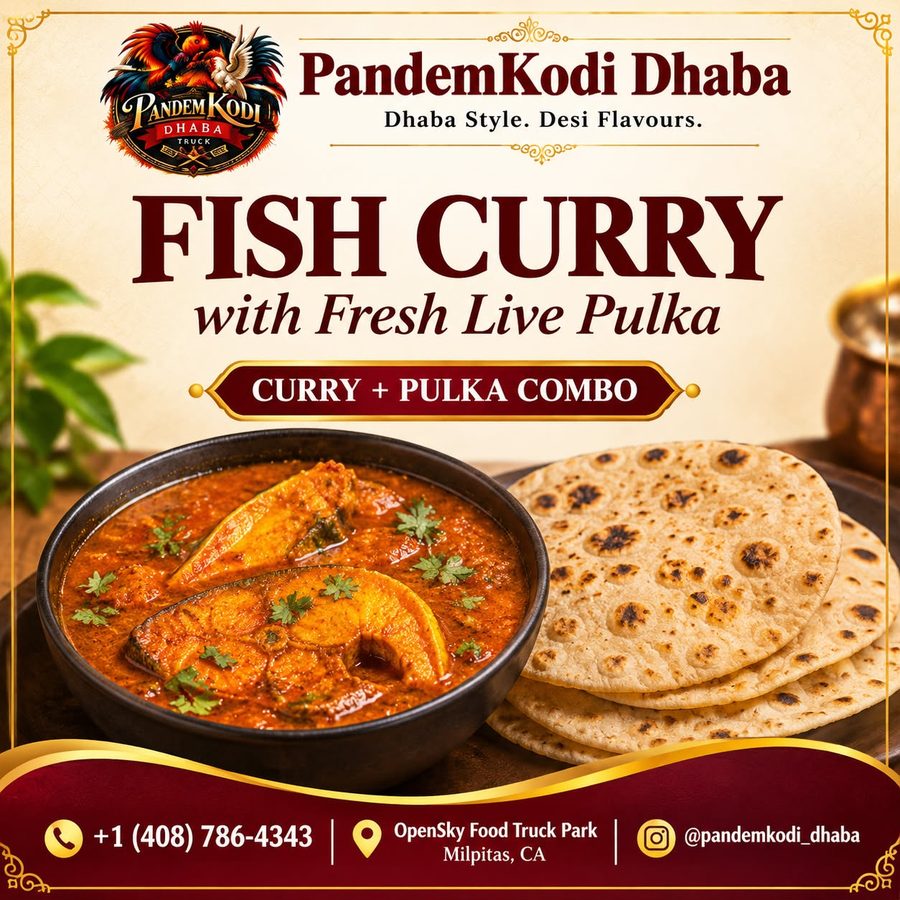 PANDEM KODI
DHABA
TRUCK
PandemKodi Dhaba
Dhaba Style. Desi Flavours.
FISH CURRY
with Fresh Live Pulka
CURRY + PULKA COMBO
+1 (408) 786-4343
OpenSky Food Truck Park
Milpitas, CA
@pandemkodi_dhaba